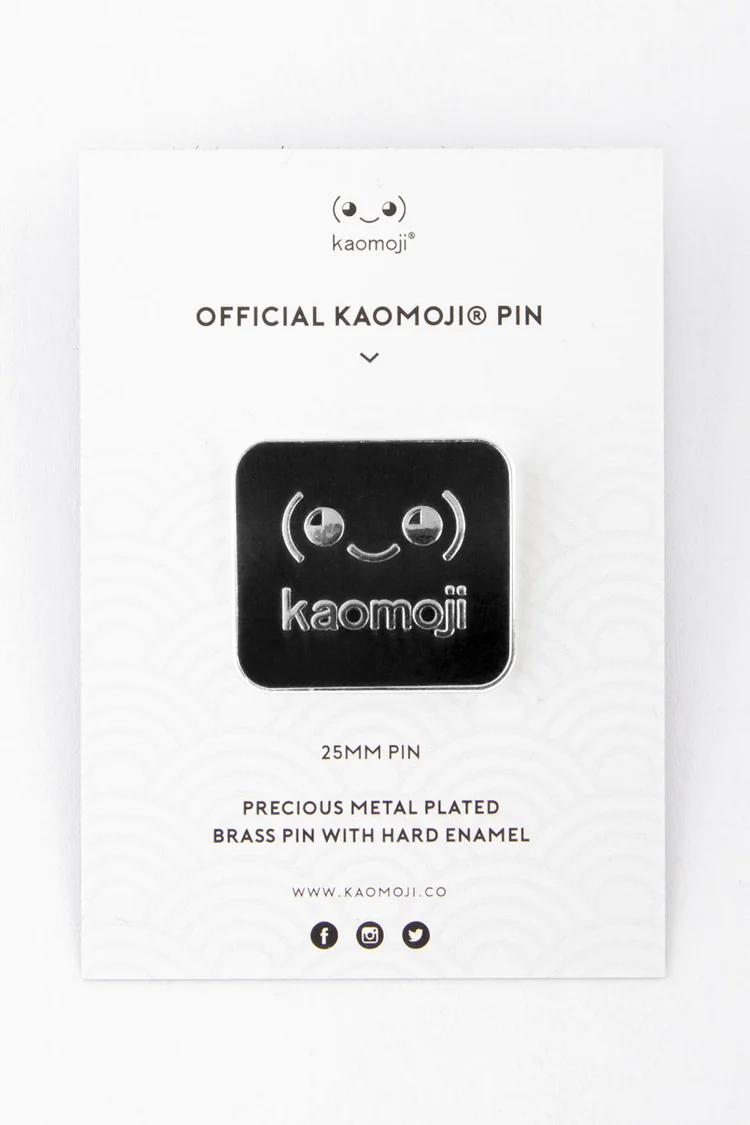 kaomoji®
OFFICIAL KAOMOJI® PIN
kaomoji
25MM PIN
PRECIOUS METAL PLATED
BRASS PIN WITH HARD ENAMEL
WWW.KAOMOJI.CO